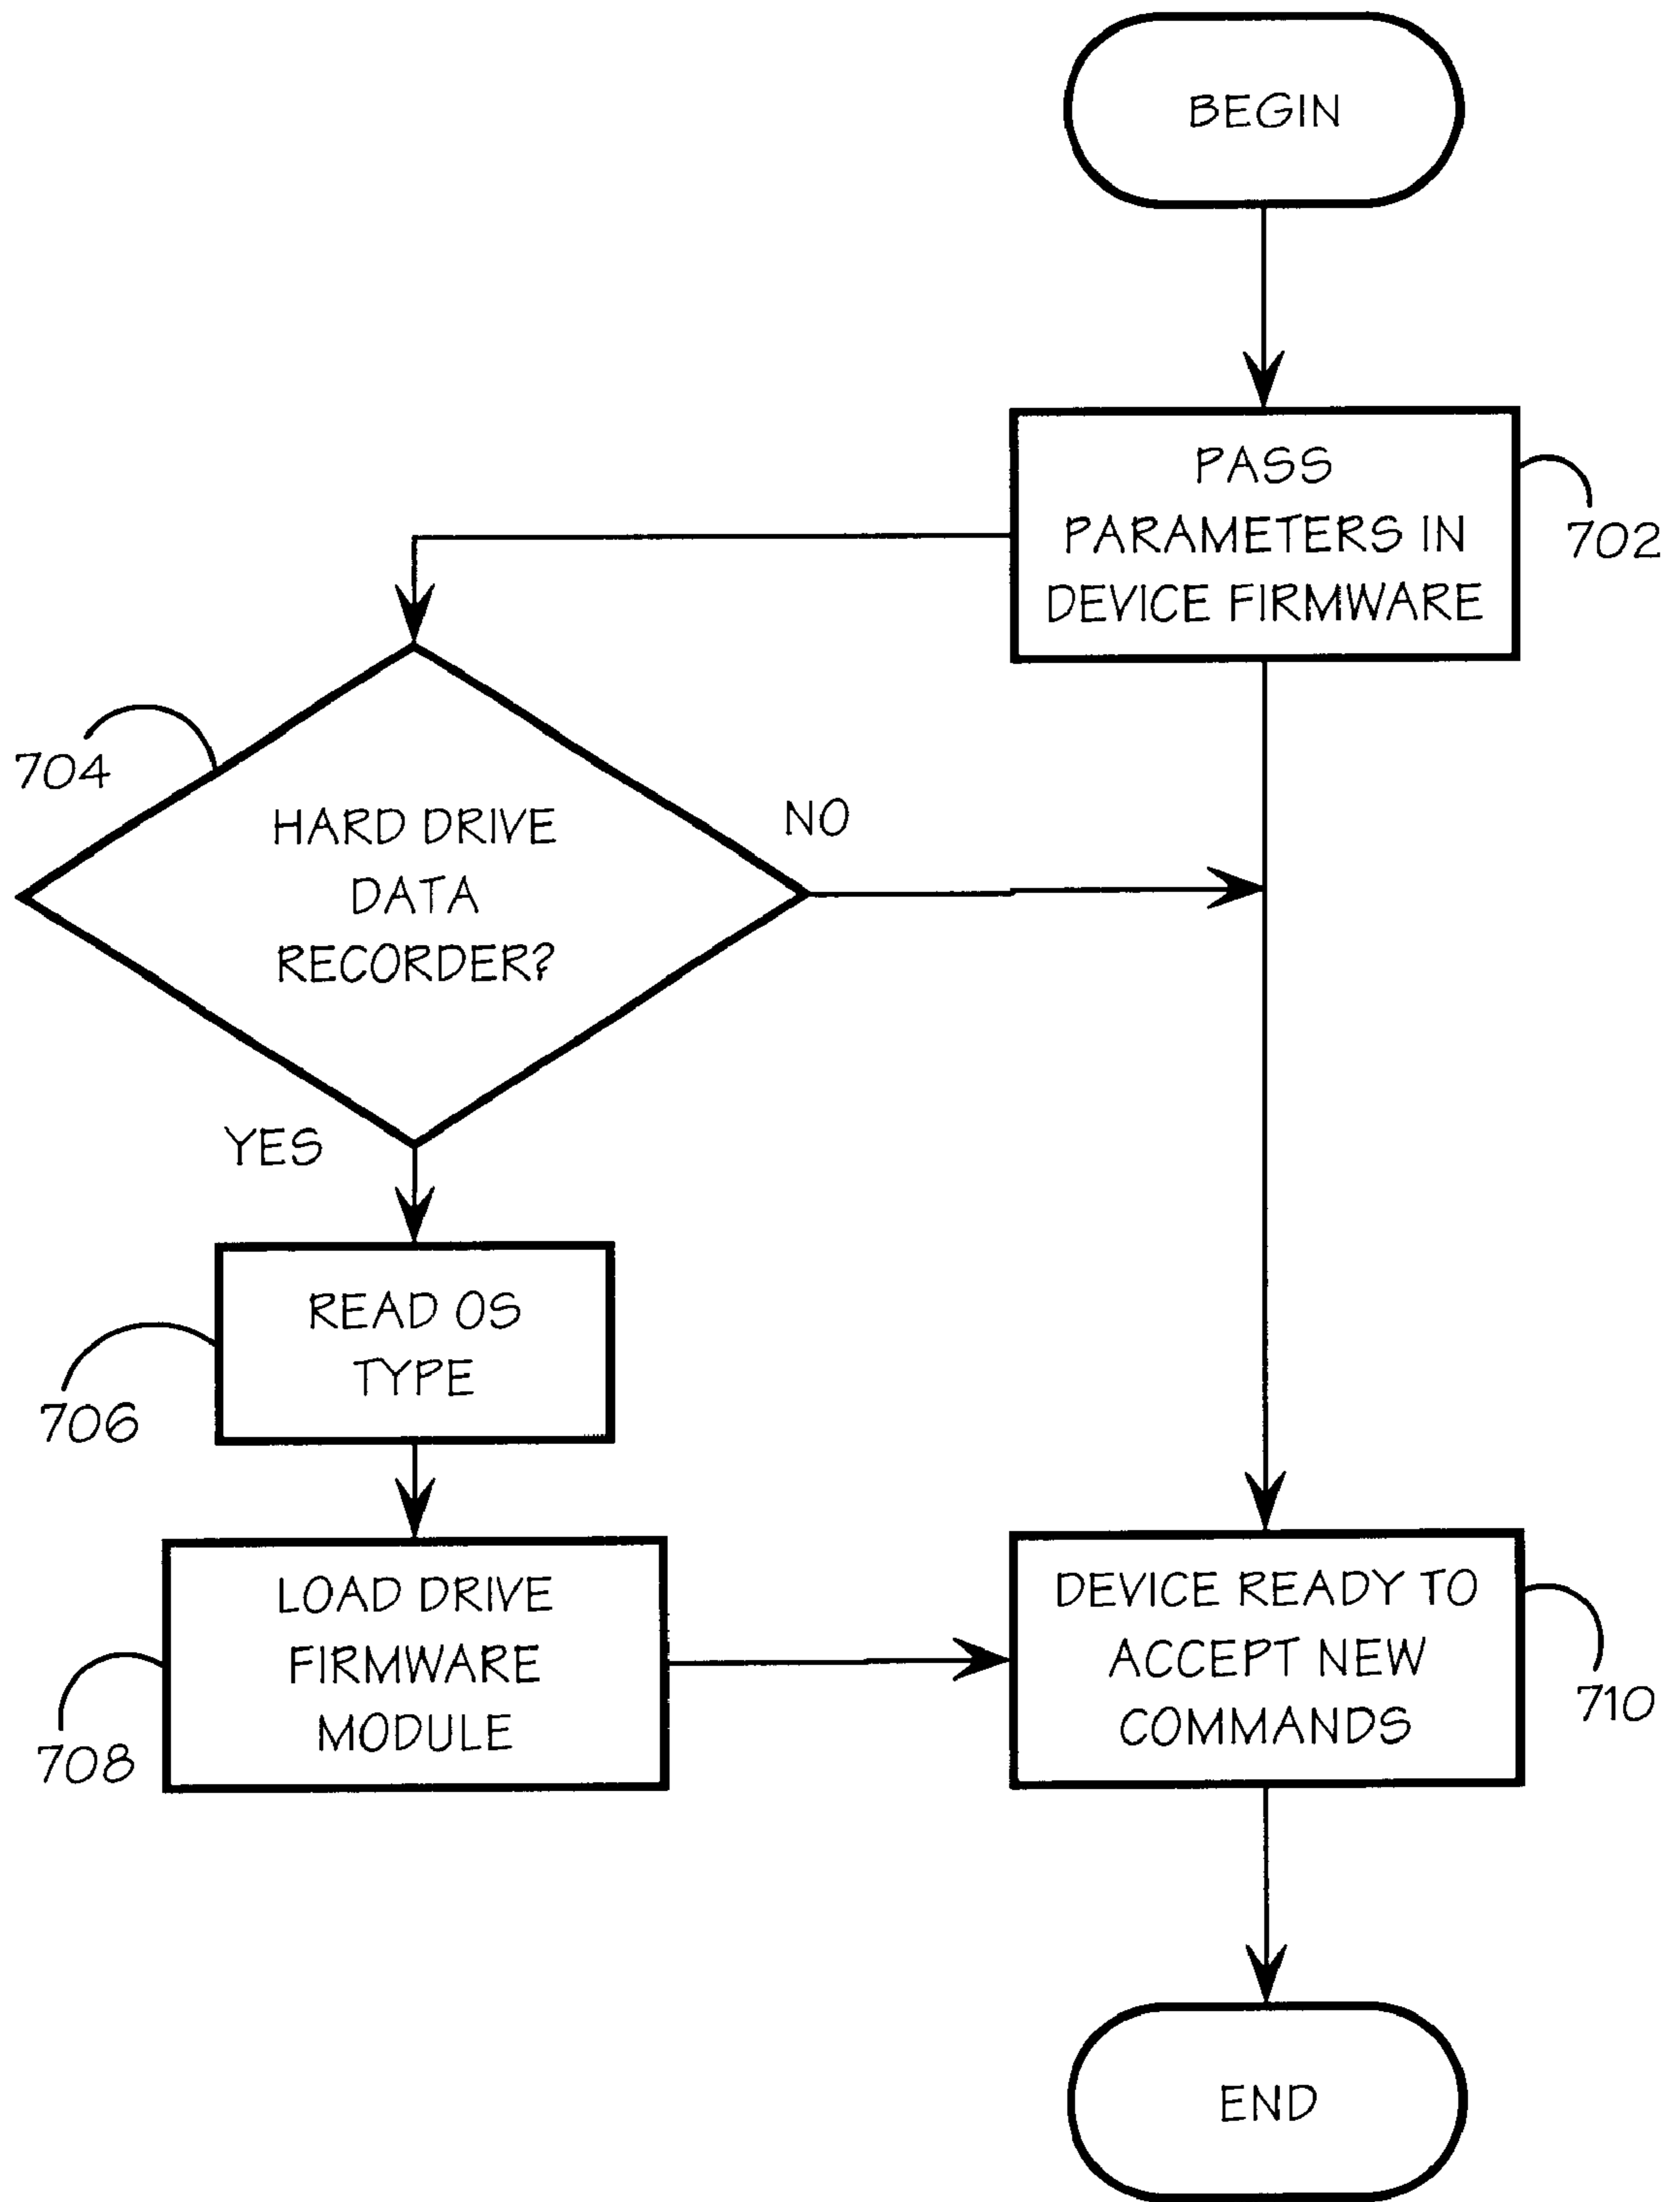 BEGIN
PASS
PARAMETERS IN
DEVICE FIRMWARE
702
704
HARD DRIVE
DATA
RECORDER?
NO
YES
READ OS
TYPE
706
LOAD DRIVE
FIRMWARE
MODULE
708
DEVICE READY TO
ACCEPT NEW
COMMANDS
710
END